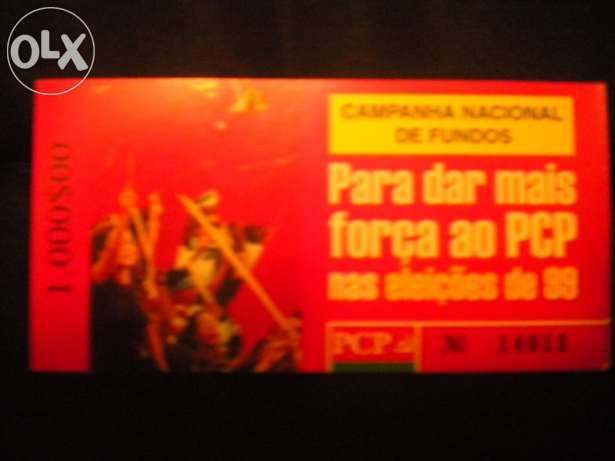 OLX
1.000$00
CAMPANHA NACIONAL
DE FUNDOS
Para dar mais
força ao PCP
nas eleições de 99
PCP
Nº